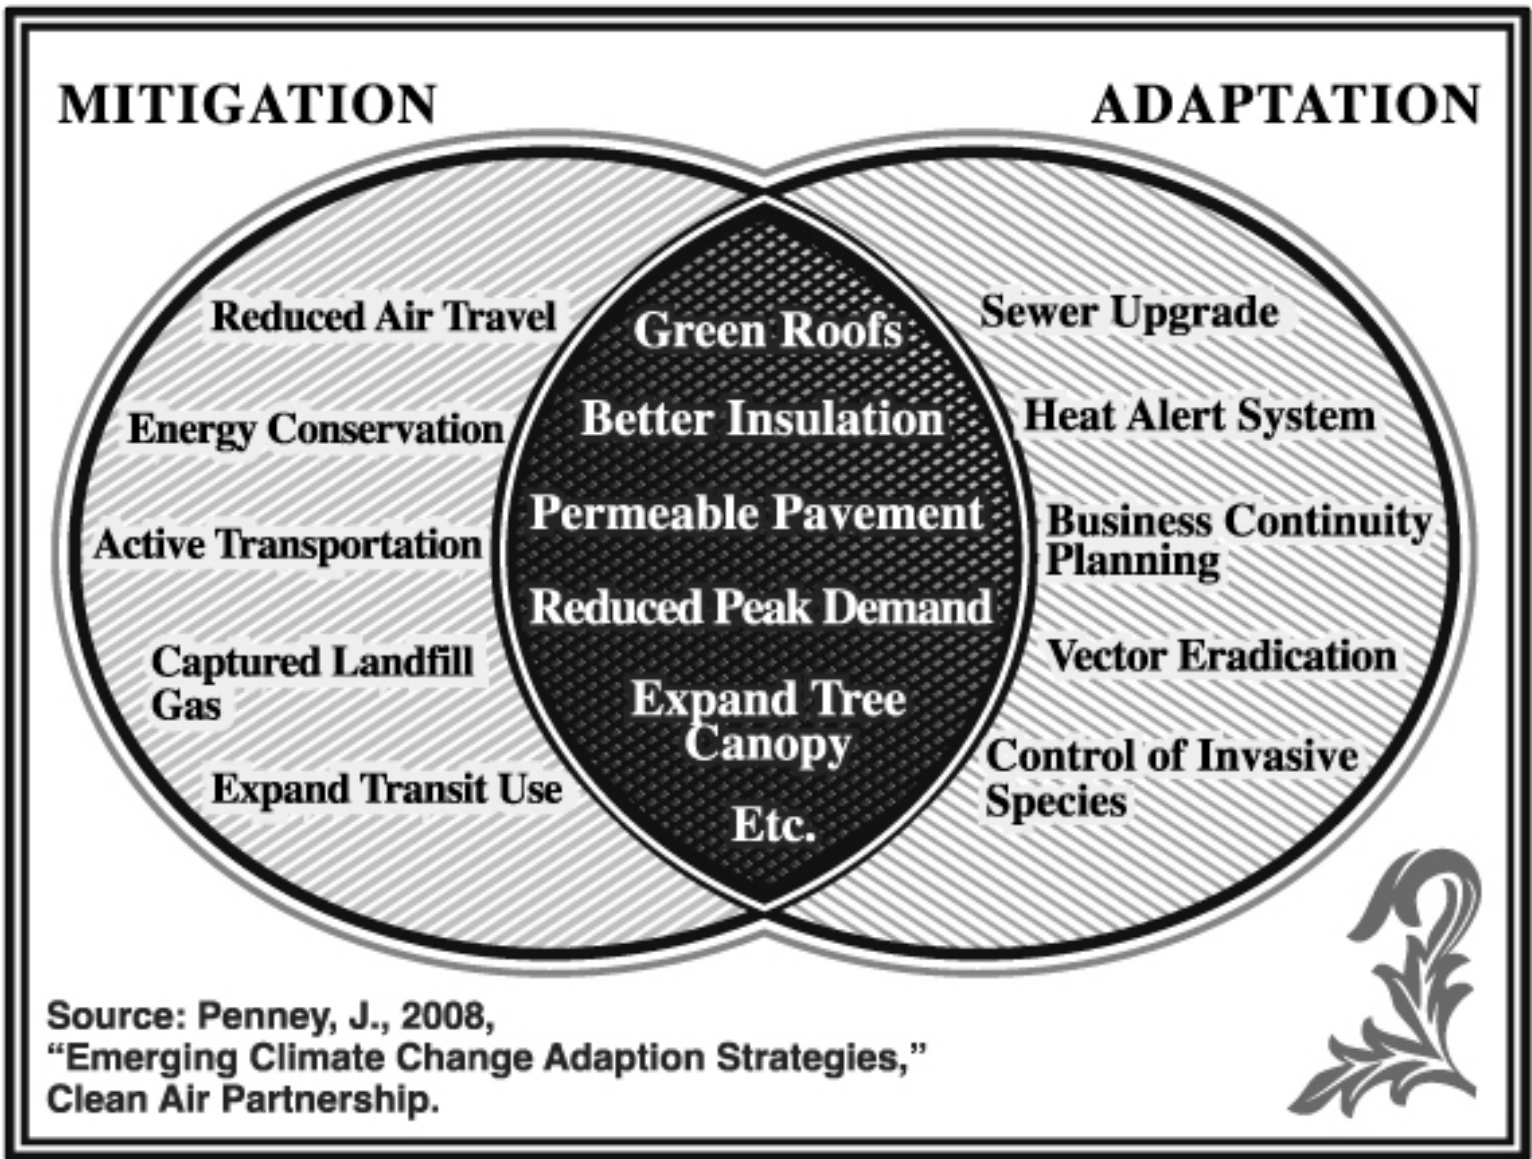 MITIGATION
ADAPTATION
Reduced Air Travel
Energy Conservation
Active Transportation
Captured Landfill
Gas
Expand Transit Use
Green Roofs
Better Insulation
Permeable Pavement
Reduced Peak Demand
Expand Tree
Canopy
Etc.
Sewer Upgrade
Heat Alert System
Business Continuity
Planning
Vector Eradication
Control of Invasive
Species
Source: Penney, J., 2008,
“Emerging Climate Change Adaption Strategies,”
Clean Air Partnership.